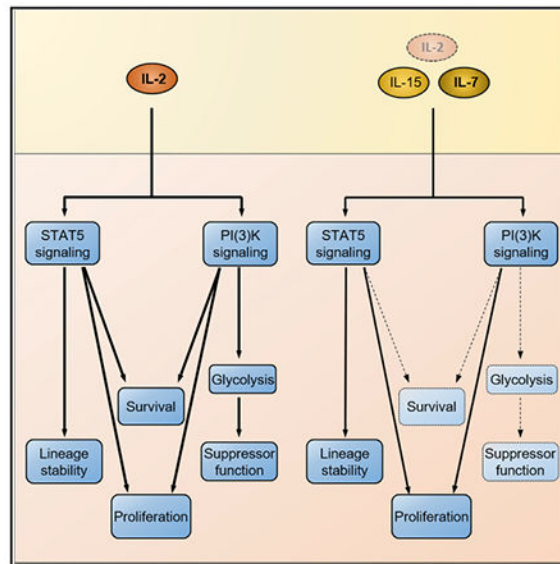 IL-2
IL-2
IL-15
IL-7
STAT5
signaling
PI(3)K
signaling
STAT5
signaling
PI(3)K
signaling
Glycolysis
Glycolysis
Survival
Survival
Lineage
stability
Suppressor
function
Lineage
stability
Suppressor
function
Proliferation
Proliferation